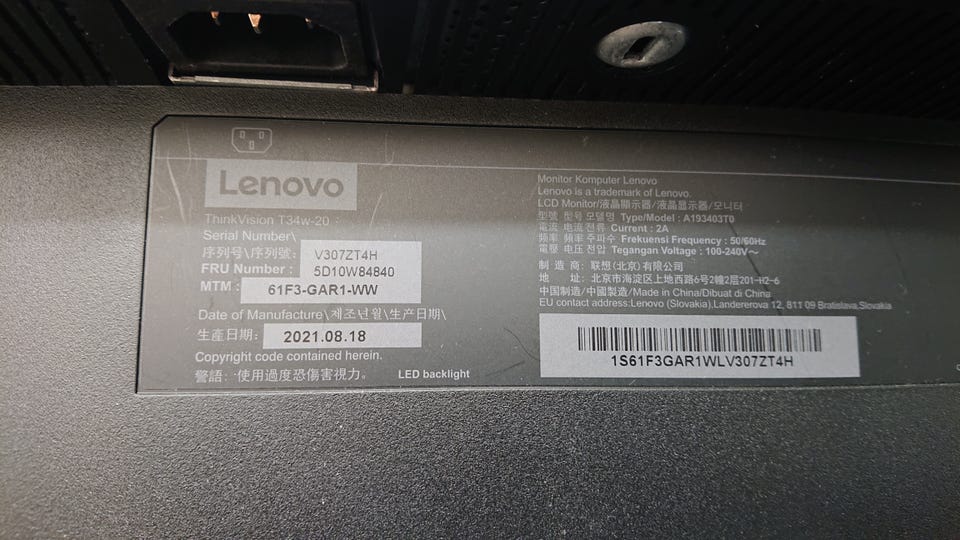 Lenovo
ThinkVision T34w-20
Serial Number\
序列号\序列號: V307ZT4H
FRU Number : 5D10W84840
MTM : 61F3-GAR1-WW
Date of Manufacture\제조년월\生产日期\
生產日期: 2021.08.18
Copyright code contained herein.
警語: 使用過度恐傷害視力。 LED backlight
Monitor Komputer Lenovo
Lenovo is a trademark of Lenovo.
LCD Monitor/液晶顯示器/液晶显示器/모니터
型號 型号 모델명 Type/Model : A193403T0
電流 电流 전류 Current : 2A
頻率 频率 주파수 Frekuensi Frequency : 50/60Hz
電壓 电压 전압 Tegangan Voltage : 100-240V～
制 造 商: 联想(北京)有限公司
地 址: 北京市海淀区上地西路6号2幢2层201-H2-6
中国制造/中國製造/Made in China/Dibuat di China
EU contact address:Lenovo (Slovakia),Landererova 12, 811 09 Bratislava,Slovakia
1S61F3GAR1WLV307ZT4H